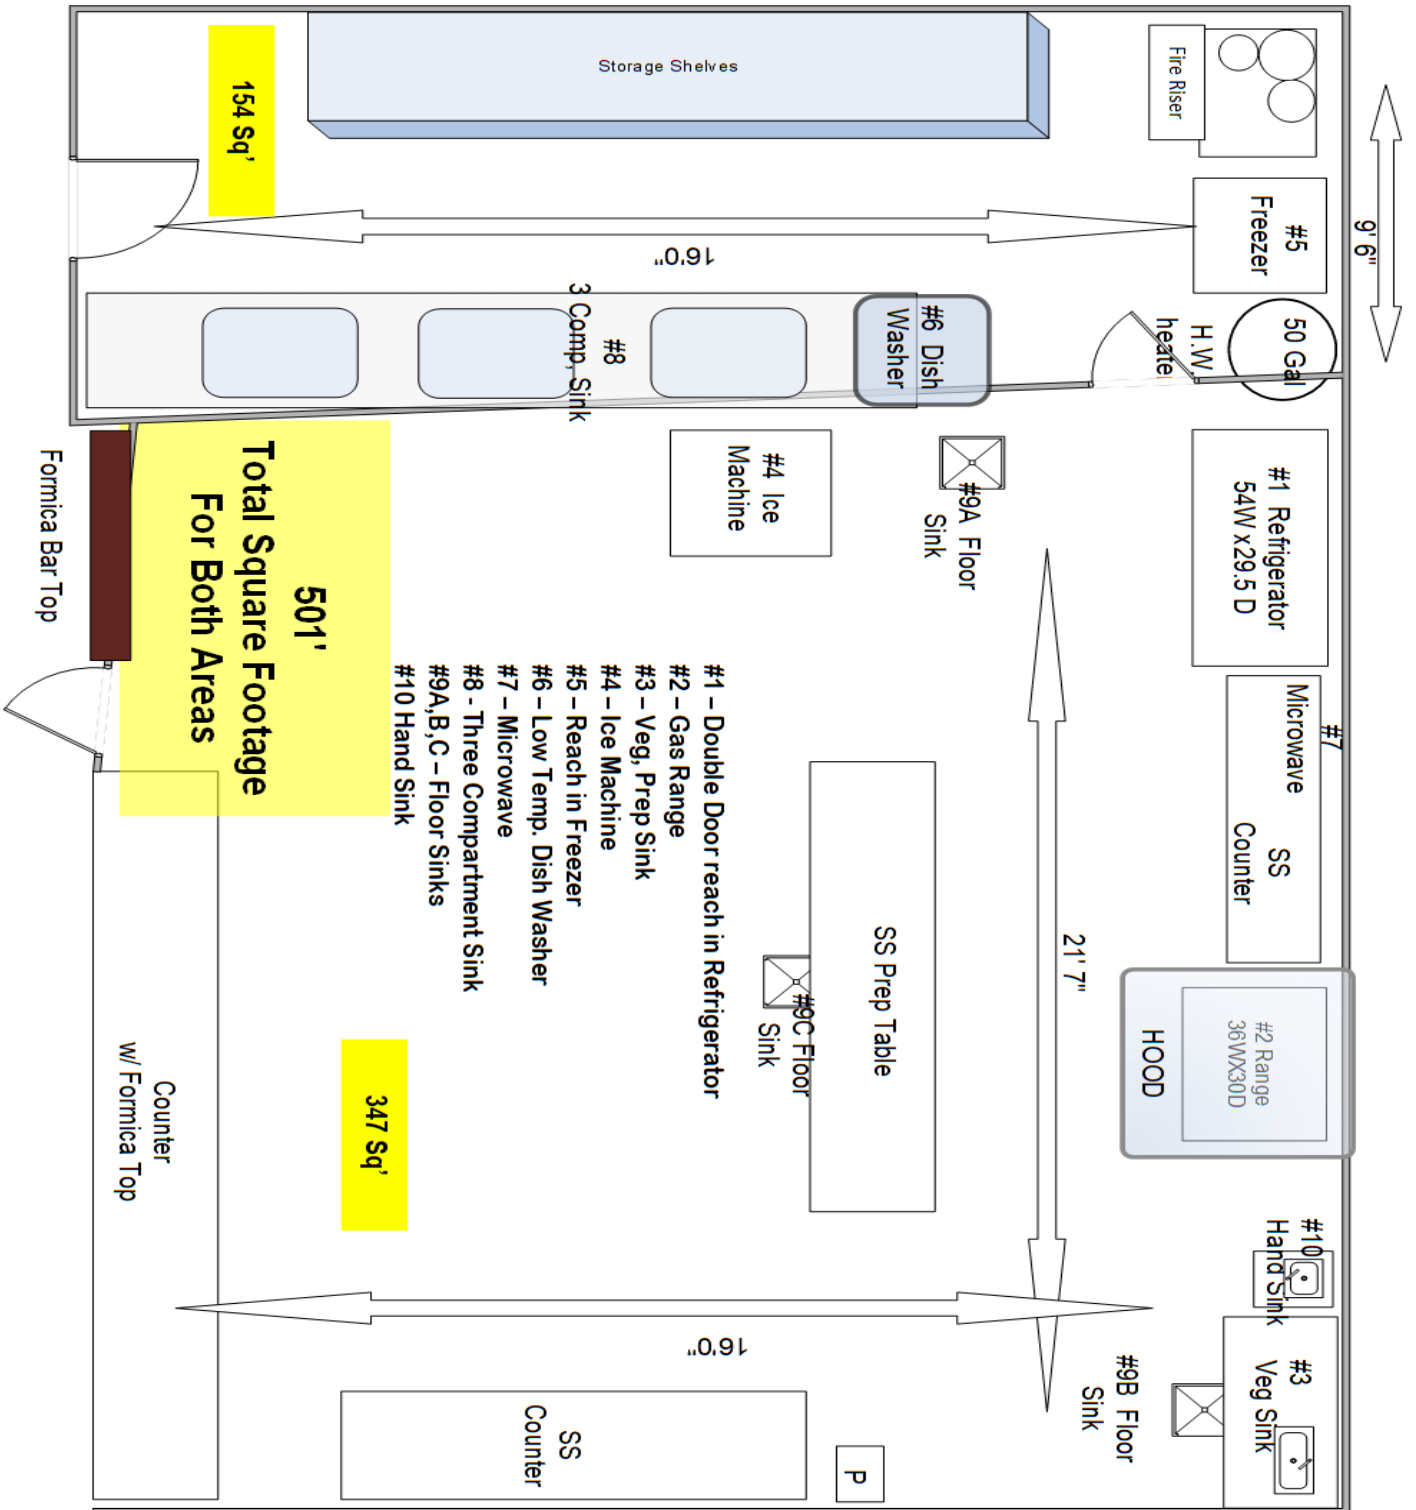 Storage Shelves
Fire Riser
154 Sq'
9' 6"
16'0"
#5
Freezer
50 Gal
H.W
heater
#6 Dish
Washer
#8
3 Comp, Sink
Formica Bar Top
501'
Total Square Footage
For Both Areas
#4 Ice
Machine
#9A Floor
Sink
#1 Refrigerator
54W x29.5 D
#7
Microwave
SS
Counter
#1 – Double Door reach in Refrigerator
#2 – Gas Range
#3 – Veg, Prep Sink
#4 – Ice Machine
#5 – Reach in Freezer
#6 – Low Temp. Dish Washer
#7 – Microwave
#8 - Three Compartment Sink
#9A,B,C – Floor Sinks
#10 Hand Sink
21' 7"
SS Prep Table
#9C Floor
Sink
#2 Range
36WX30D
HOOD
347 Sq'
Counter
w/ Formica Top
#10
Hand Sink
16'0"
#3
Veg Sink
#9B Floor
Sink
SS
Counter
P